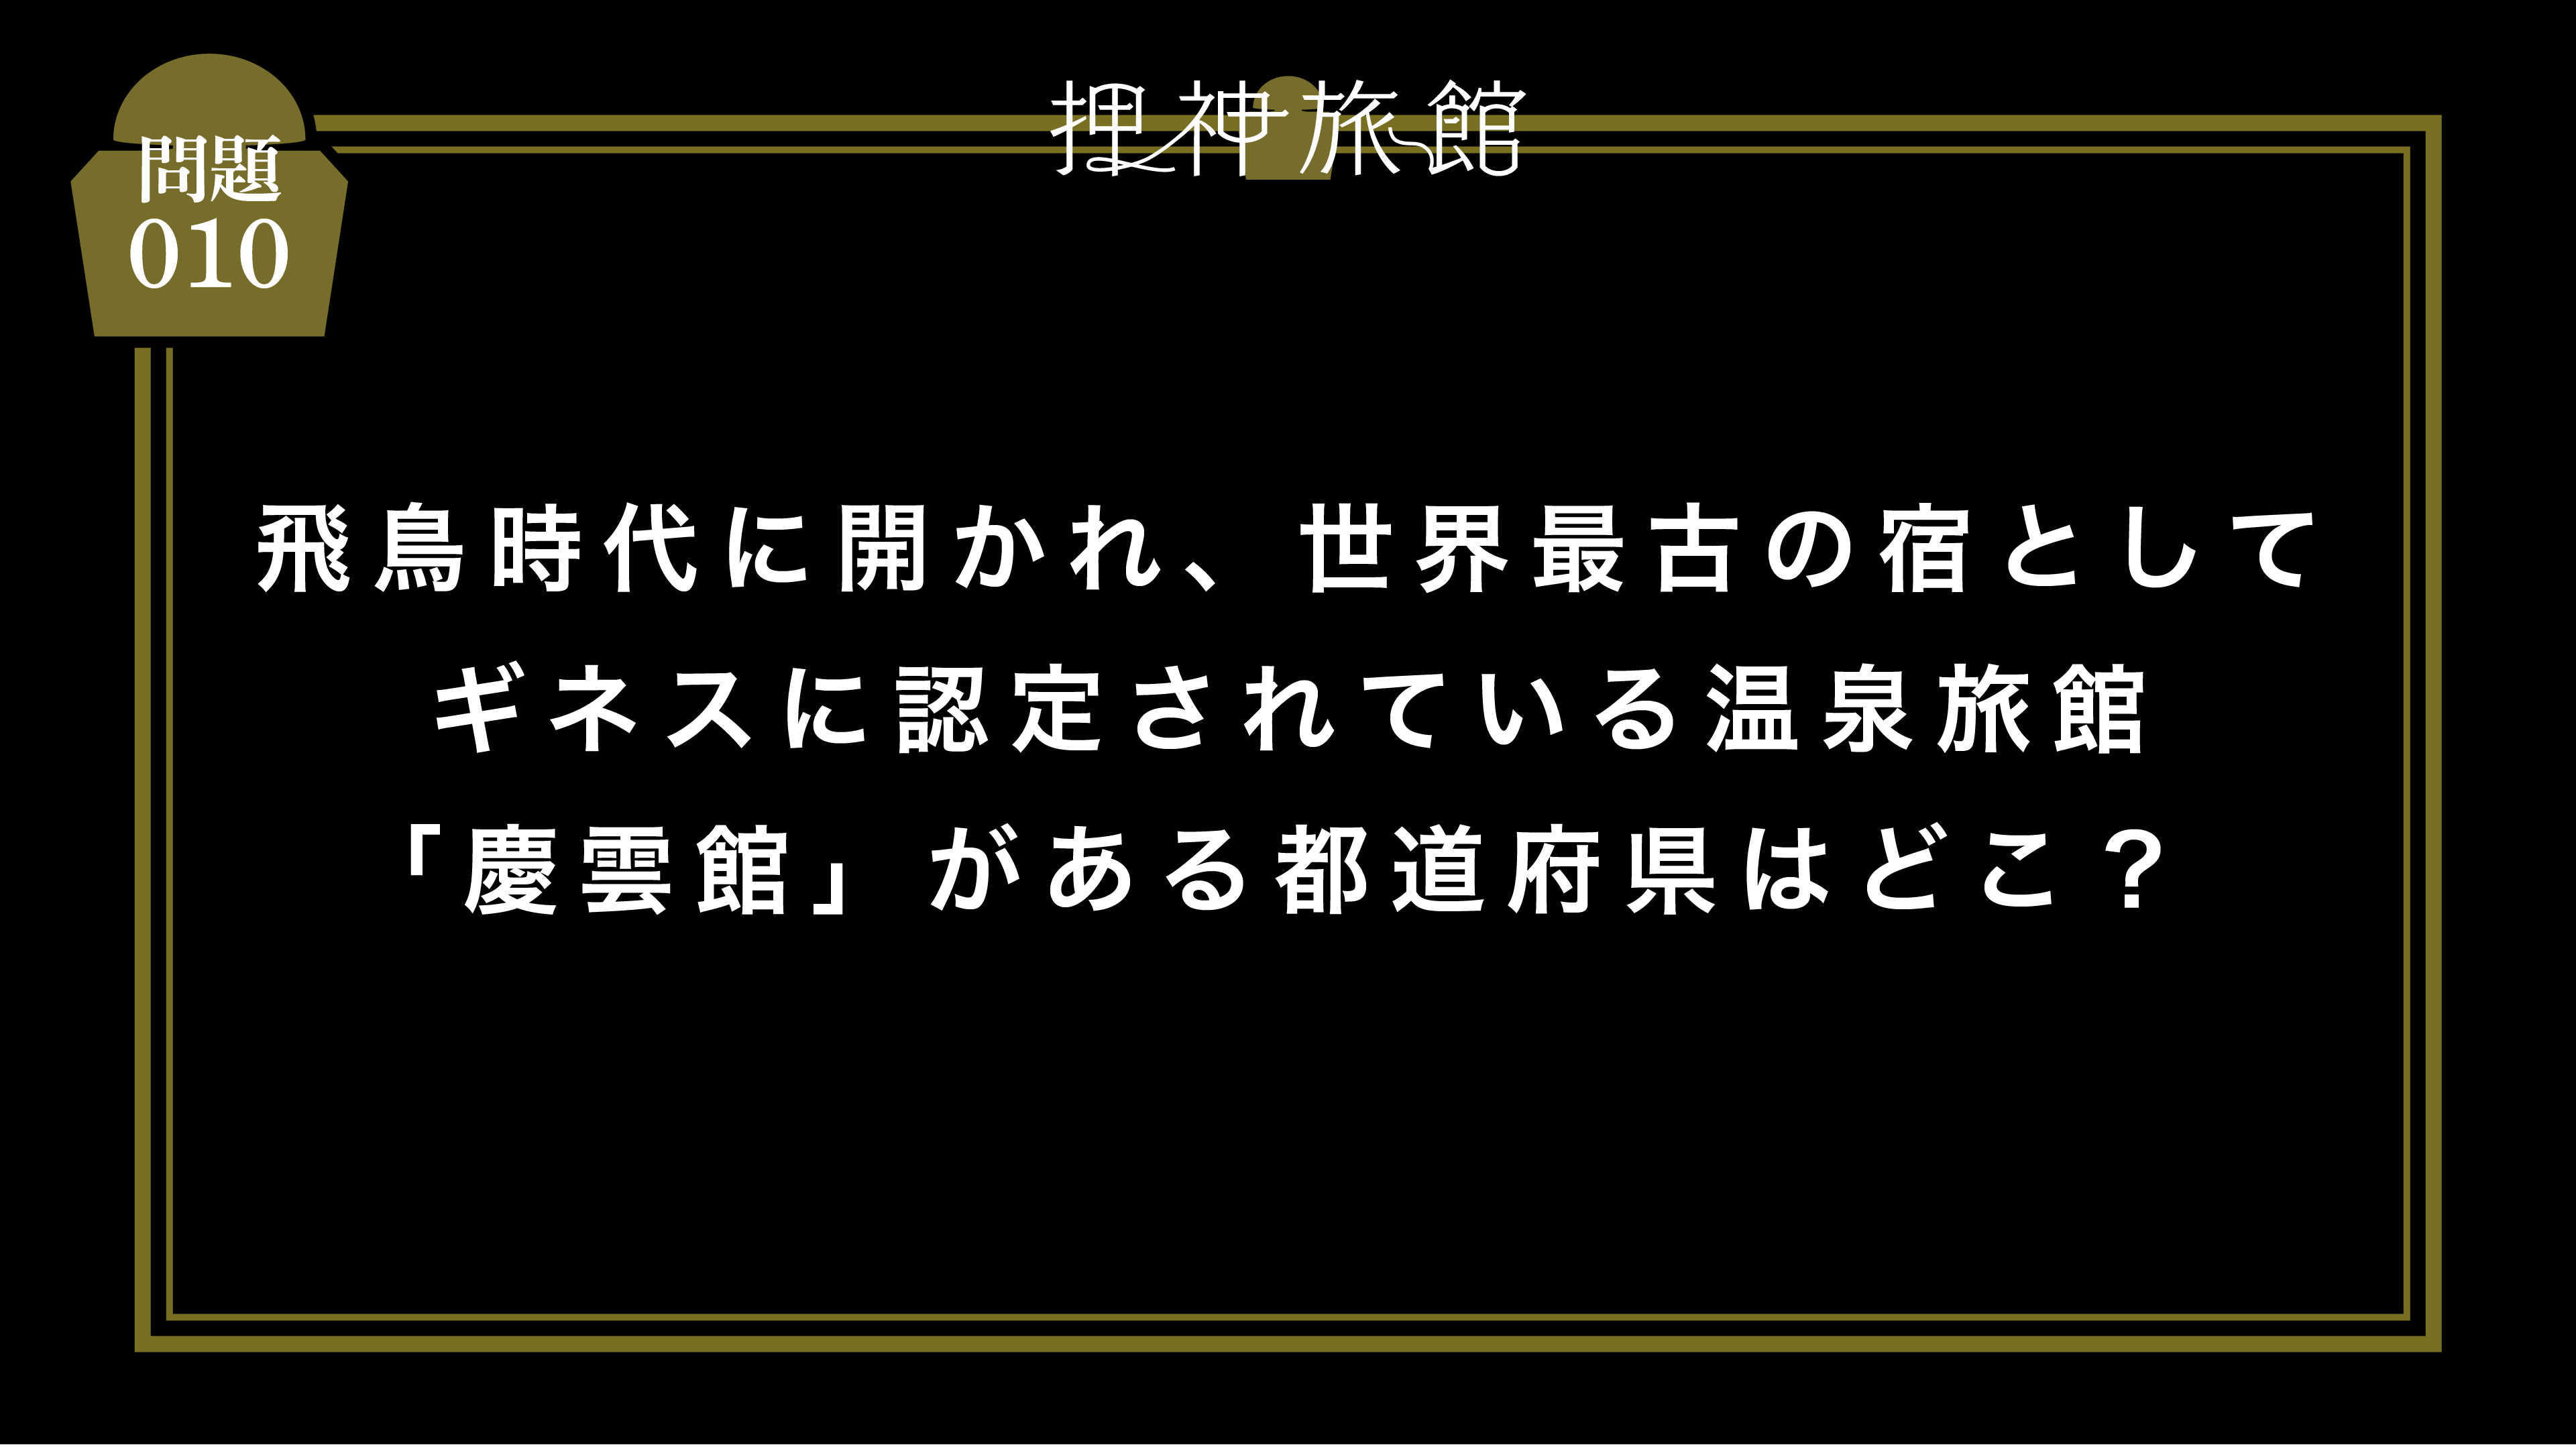 押神旅館
問題
010
飛鳥時代に開かれ、世界最古の宿として
ギネスに認定されている温泉旅館
「慶雲館」がある都道府県はどこ？